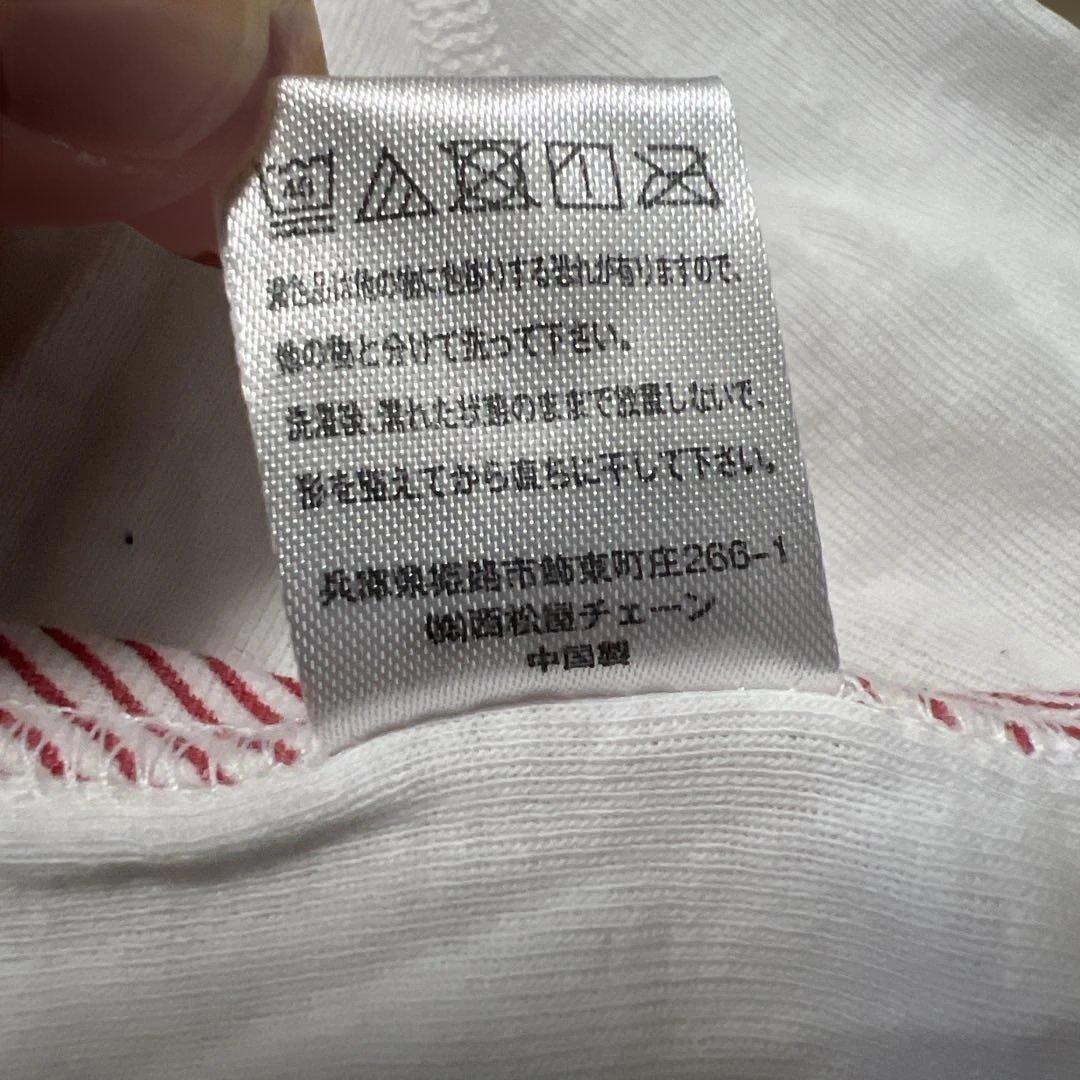 40
濃色品は他の物に色移りする恐れが有りますので、
他の物と分けて洗って下さい。
洗濯後、濡れた状態のままで放置しないで、
形を整えてから直ちに干して下さい。
兵庫県姫路市飾東町庄266-1
㈱西松屋チェーン
中国製